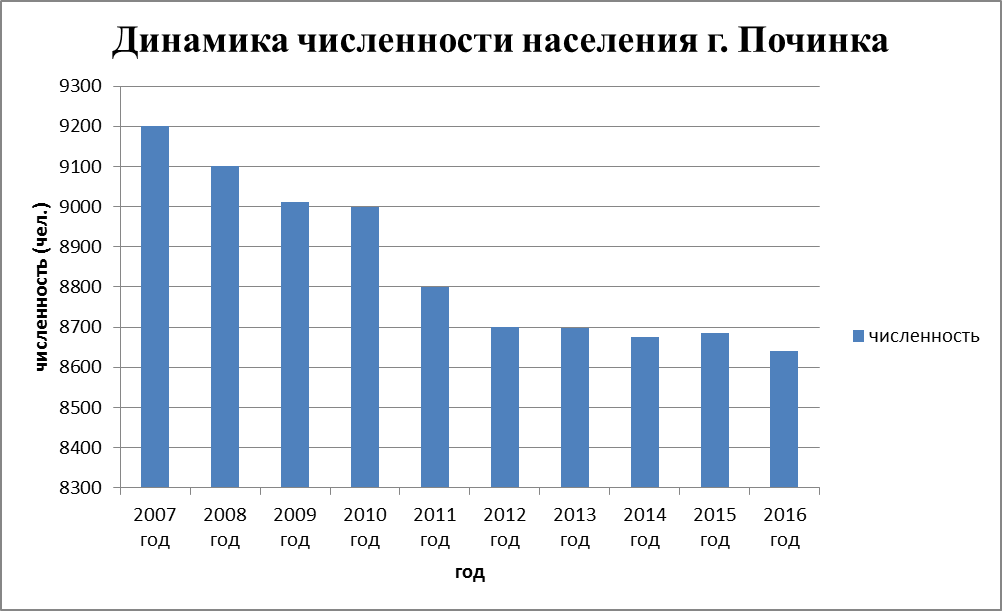 Динамика численности населения г. Починка
9300
9200
9100
9000
8900
8800
8700
8600
8500
8400
8300
численность (чел.)
2007 год
2008 год
2009 год
2010 год
2011 год
2012 год
2013 год
2014 год
2015 год
2016 год
год
численность